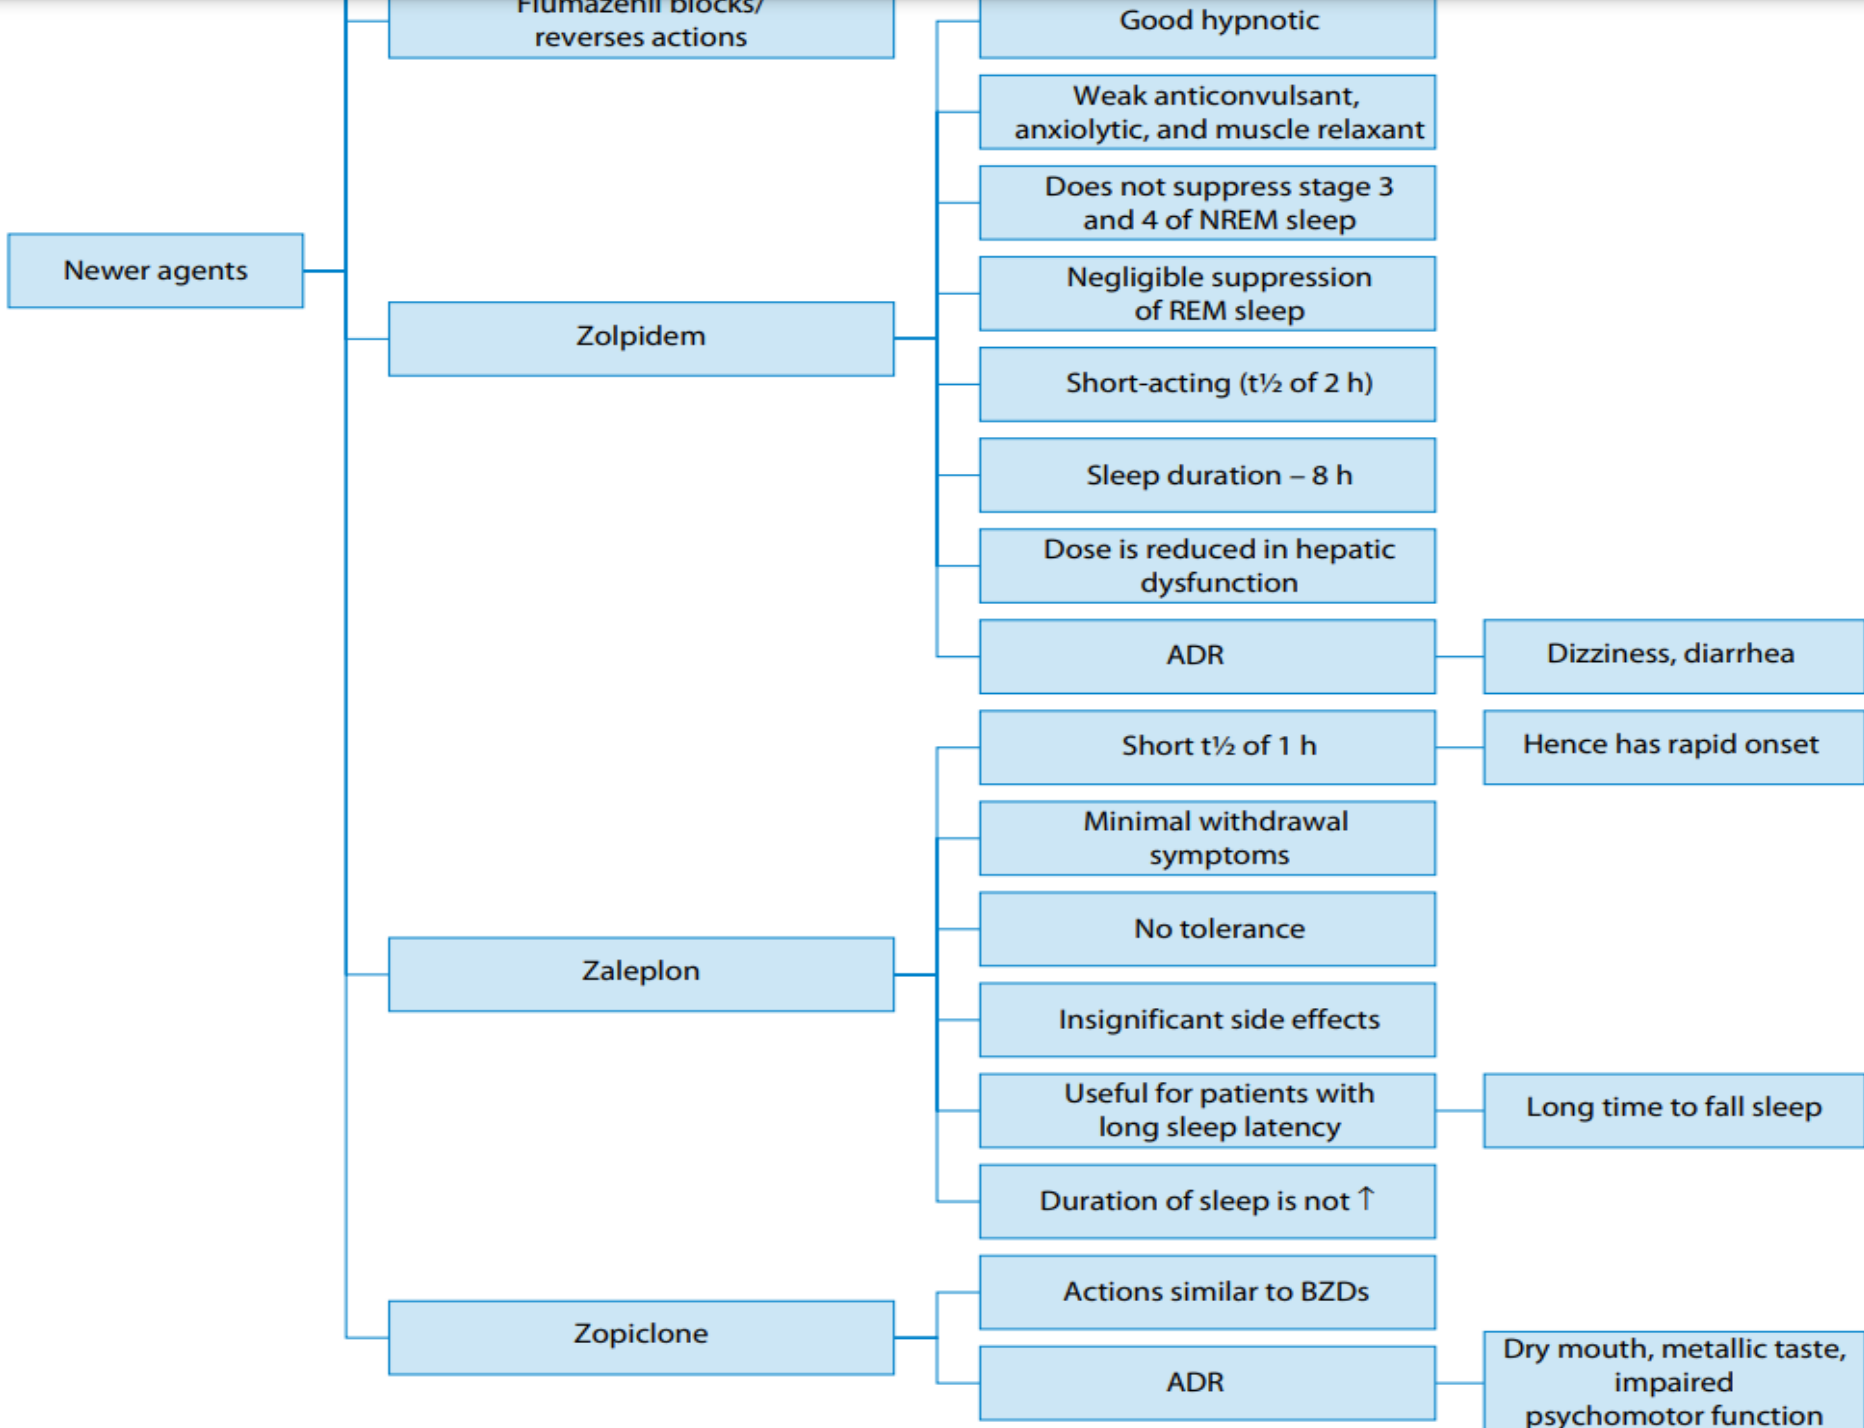 Flumazenil blocks/
reverses actions
Good hypnotic
Weak anticonvulsant,
anxiolytic, and muscle relaxant
Does not suppress stage 3
and 4 of NREM sleep
Newer agents
Negligible suppression
of REM sleep
Zolpidem
Short-acting (t½ of 2 h)
Sleep duration – 8 h
Dose is reduced in hepatic
dysfunction
ADR
Dizziness, diarrhea
Short t½ of 1 h
Hence has rapid onset
Minimal withdrawal
symptoms
No tolerance
Zaleplon
Insignificant side effects
Useful for patients with
long sleep latency
Long time to fall sleep
Duration of sleep is not ↑
Actions similar to BZDs
Zopiclone
ADR
Dry mouth, metallic taste,
impaired
psychomotor function